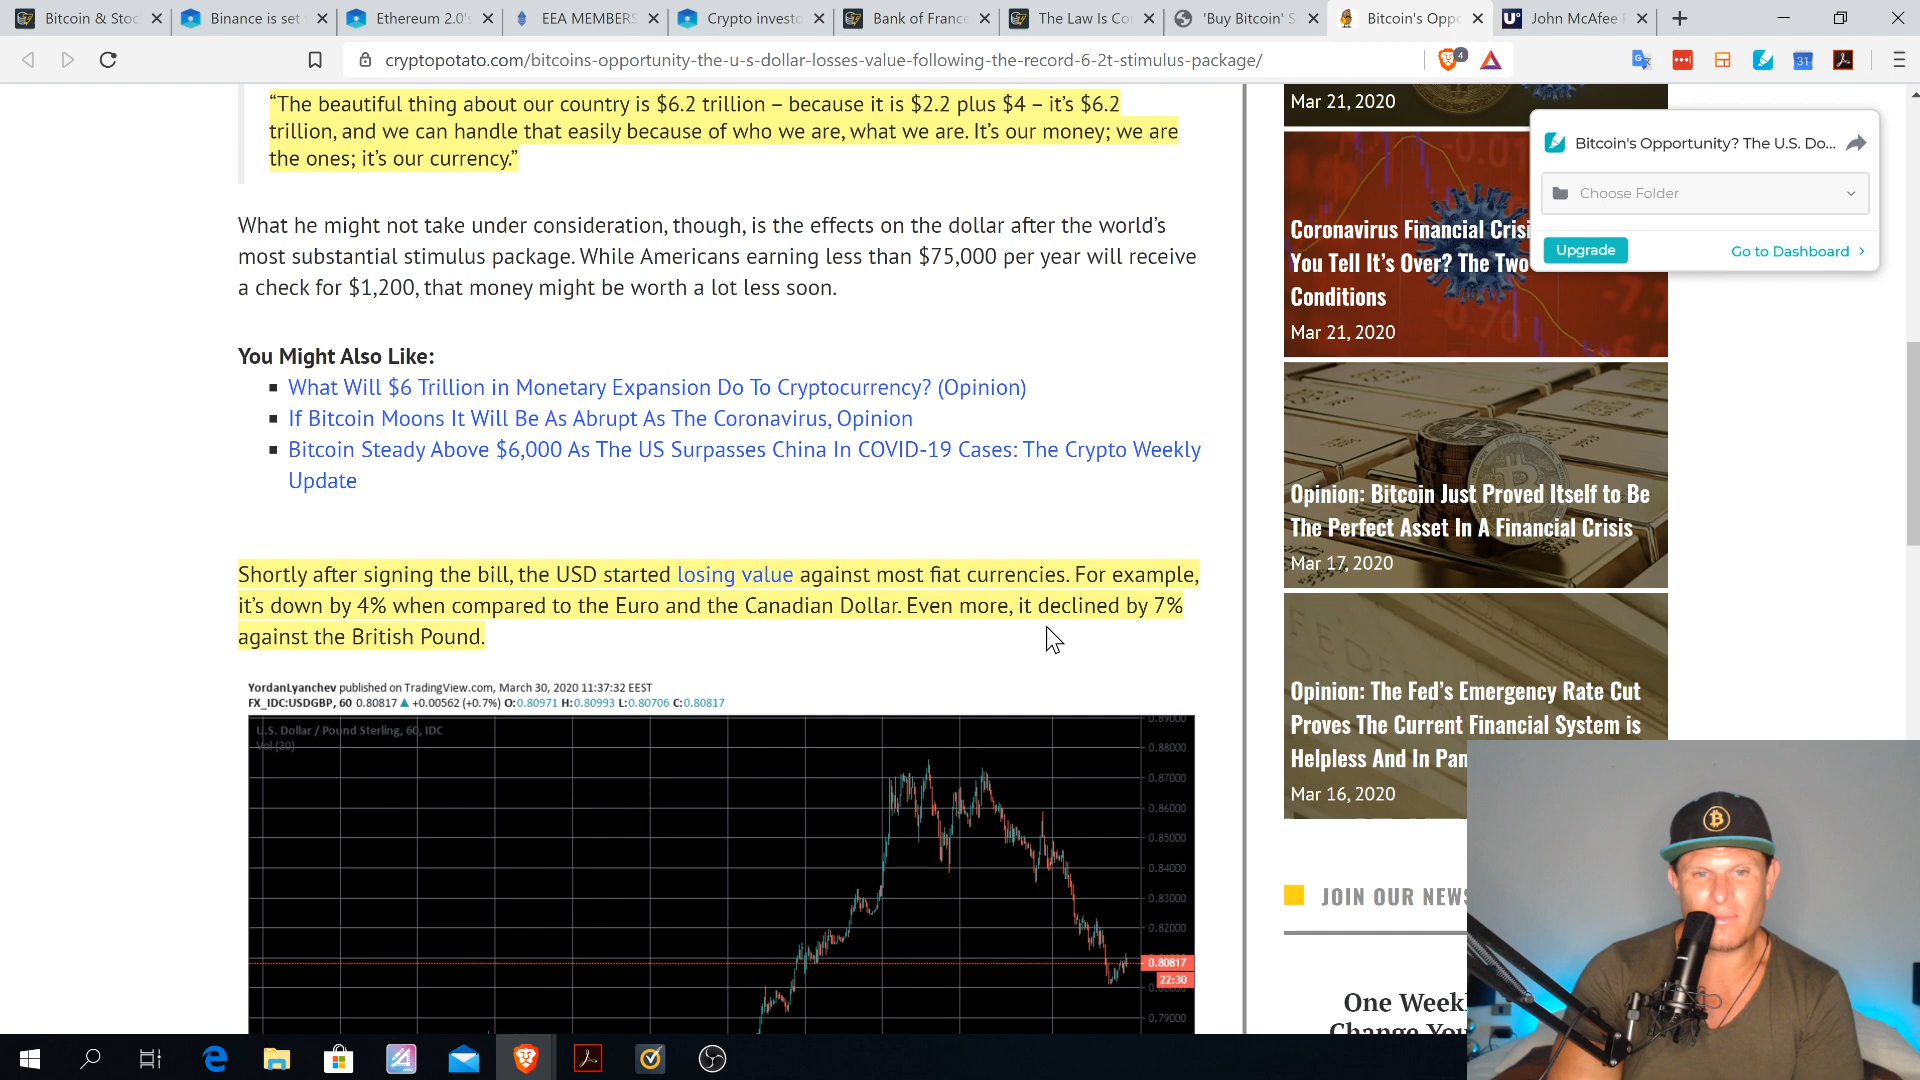 Bitcoin & Stoc
Binance is set
Ethereum 2.0's
EEA MEMBERS
Crypto investo
Bank of France
The Law Is Co
'Buy Bitcoin' S
Bitcoin's Oppo
John McAfee
cryptopotato.com/bitcoins-opportunity-the-u-s-dollar-losses-value-following-the-record-6-2t-stimulus-package/
4
31
“The beautiful thing about our country is $6.2 trillion – because it is $2.2 plus $4 – it’s $6.2
trillion, and we can handle that easily because of who we are, what we are. It’s our money; we are
the ones; it’s our currency.”
What he might not take under consideration, though, is the effects on the dollar after the world’s
most substantial stimulus package. While Americans earning less than $75,000 per year will receive
a check for $1,200, that money might be worth a lot less soon.
You Might Also Like:
What Will $6 Trillion in Monetary Expansion Do To Cryptocurrency? (Opinion)
If Bitcoin Moons It Will Be As Abrupt As The Coronavirus, Opinion
Bitcoin Steady Above $6,000 As The US Surpasses China In COVID-19 Cases: The Crypto Weekly
Update
Shortly after signing the bill, the USD started losing value against most fiat currencies. For example,
it’s down by 4% when compared to the Euro and the Canadian Dollar. Even more, it declined by 7%
against the British Pound.
YordanLyanchev published on TradingView.com, March 30, 2020 11:37:32 EEST
FX_IDC:USDGBP, 60 0.80817 ▲ +0.00562 (+0.7%) O:0.80971 H:0.80993 L:0.80706 C:0.80817
U.S. Dollar / Pound Sterling, 60, IDC
Vol (20)
0.89000
0.88000
0.87000
0.86000
0.85000
0.84000
0.83000
0.82000
0.80817
22:30
0.79000
Mar 21, 2020
Bitcoin's Opportunity? The U.S. Do...
Choose Folder
Upgrade
Go to Dashboard
Coronavirus Financial Crisi
You Tell It’s Over? The Two
Conditions
Mar 21, 2020
Opinion: Bitcoin Just Proved Itself to Be
The Perfect Asset In A Financial Crisis
Mar 17, 2020
Opinion: The Fed’s Emergency Rate Cut
Proves The Current Financial System is
Helpless And In Pan
Mar 16, 2020
JOIN OUR NEWS
One Weekl
Change You